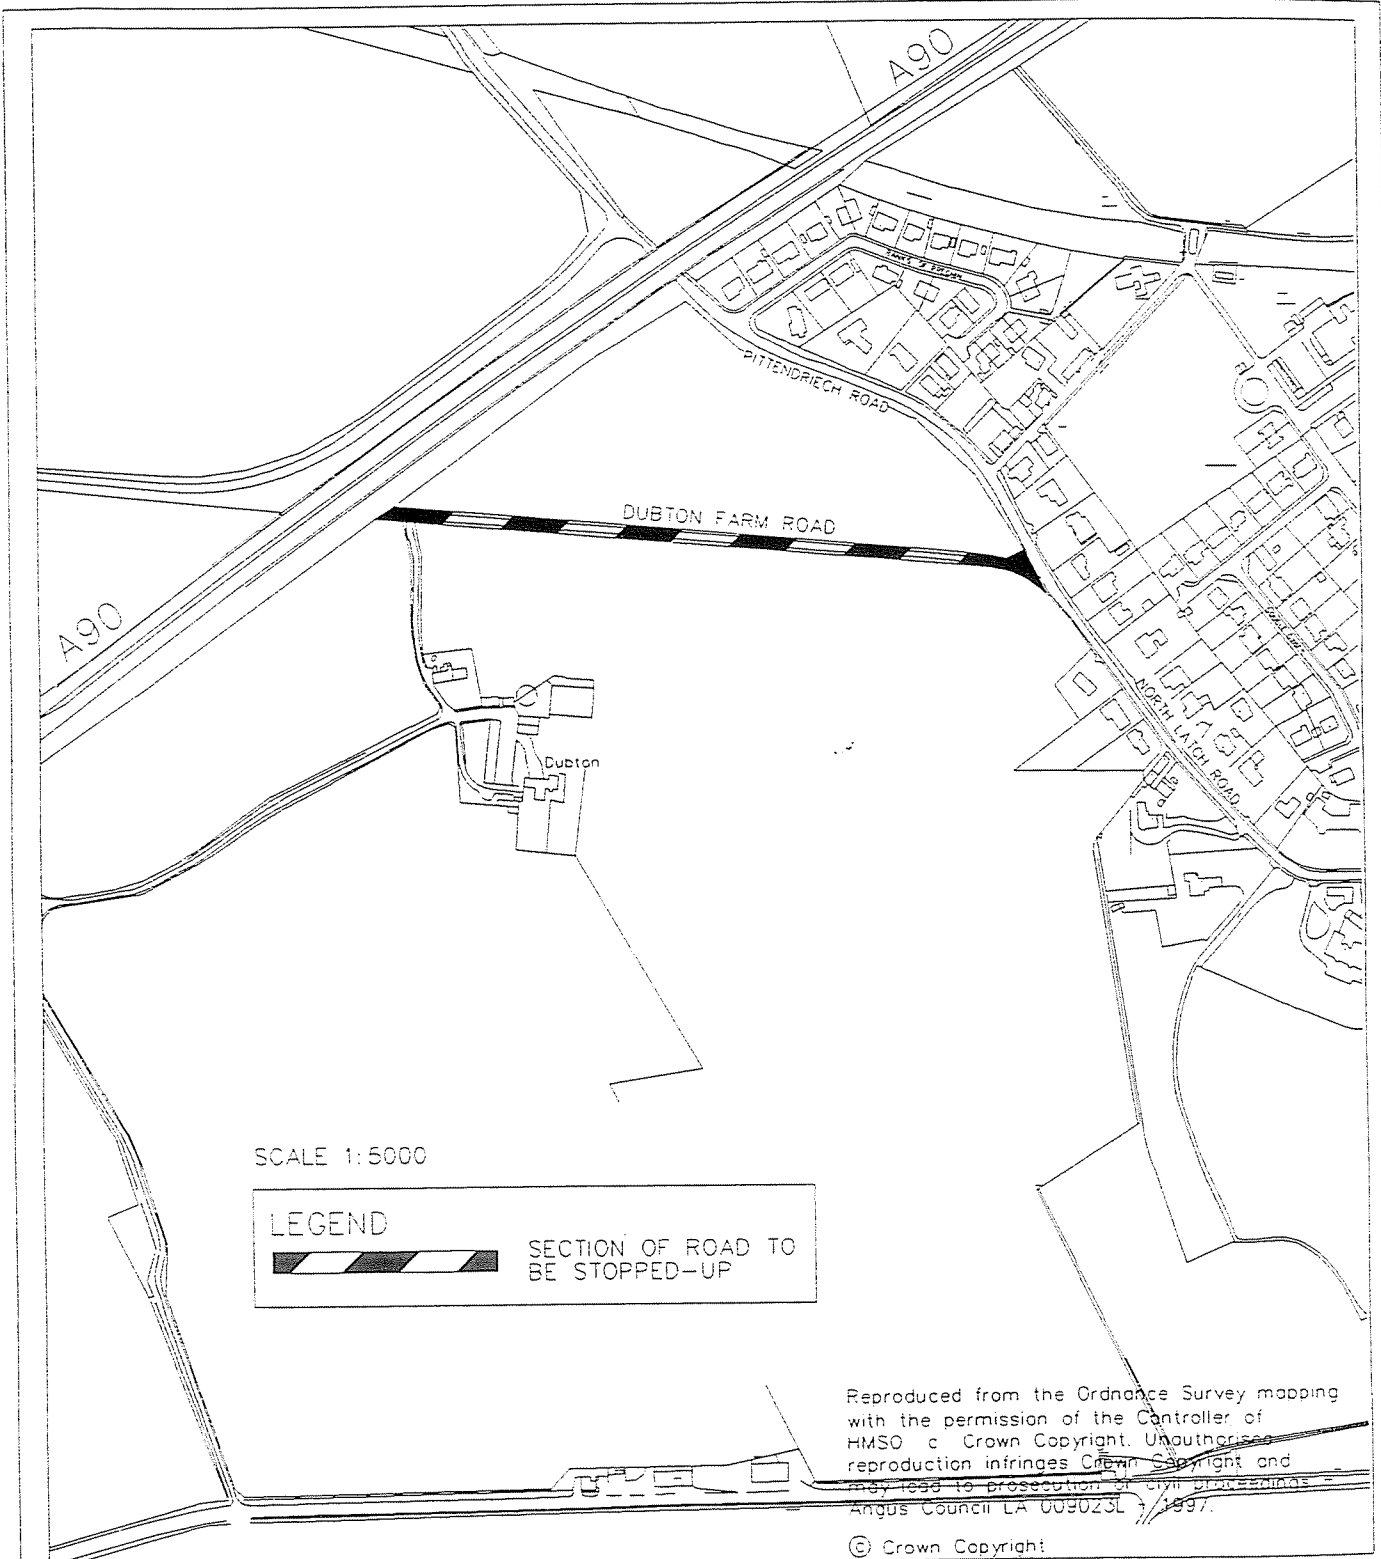 A90
PITTENDRIECH ROAD
DUBTON FARM ROAD
A90
NORTH LATCH ROAD
Dubton
SCALE 1:5000
LEGEND
SECTION OF ROAD TO
BE STOPPED-UP
Reproduced from the Ordnance Survey mapping
with the permission of the Controller of
HMSO c Crown Copyright. Unauthorised
reproduction infringes Crown Copyright and
may lead to prosecution or civil proceedings
Angus Council LA 09023L - 1997.
© Crown Copyright